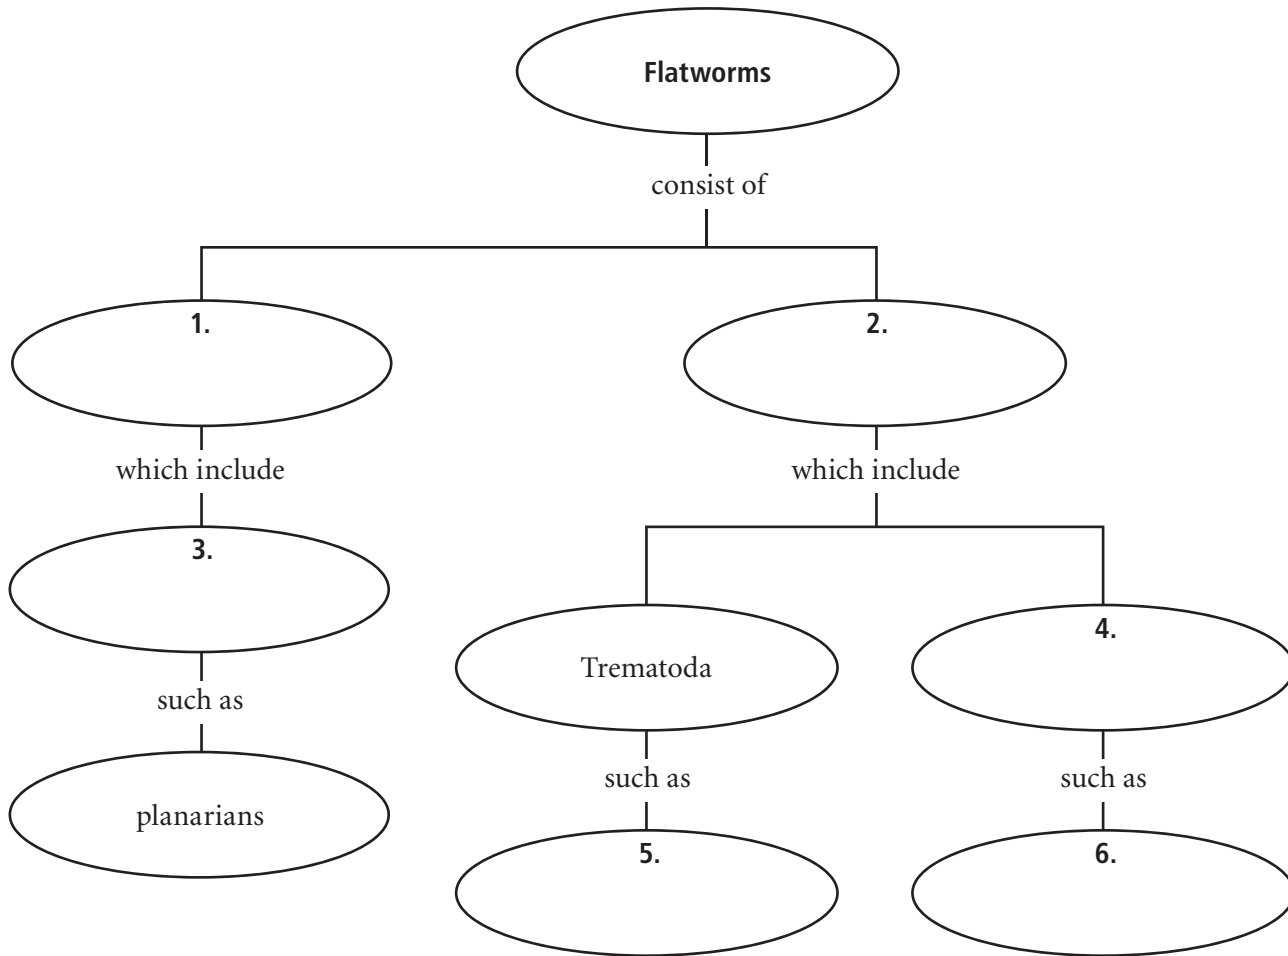 Flatworms
consist of
1.
2.
which include
which include
3.
4.
Trematoda
such as
such as
such as
planarians
5.
6.